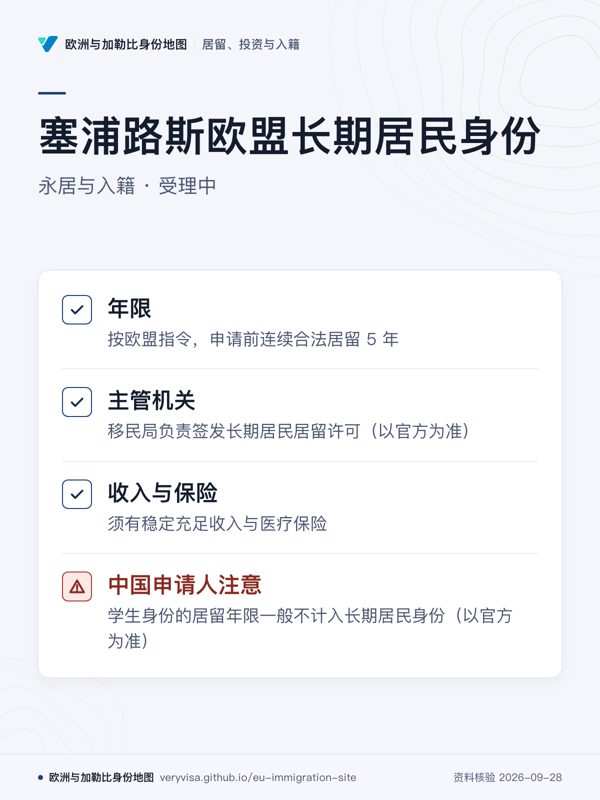 欧洲与加勒比身份地图 居留、投资与入籍
塞浦路斯欧盟长期居民身份
永居与入籍 · 受理中
年限
按欧盟指令，申请前连续合法居留 5 年
主管机关
移民局负责签发长期居民居留许可（以官方为准）
收入与保险
须有稳定充足收入与医疗保险
中国申请人注意
学生身份的居留年限一般不计入长期居民身份（以官方
为准）
欧洲与加勒比身份地图 veryvisa.github.io/eu-immigration-site 资料核验 2026-09-28